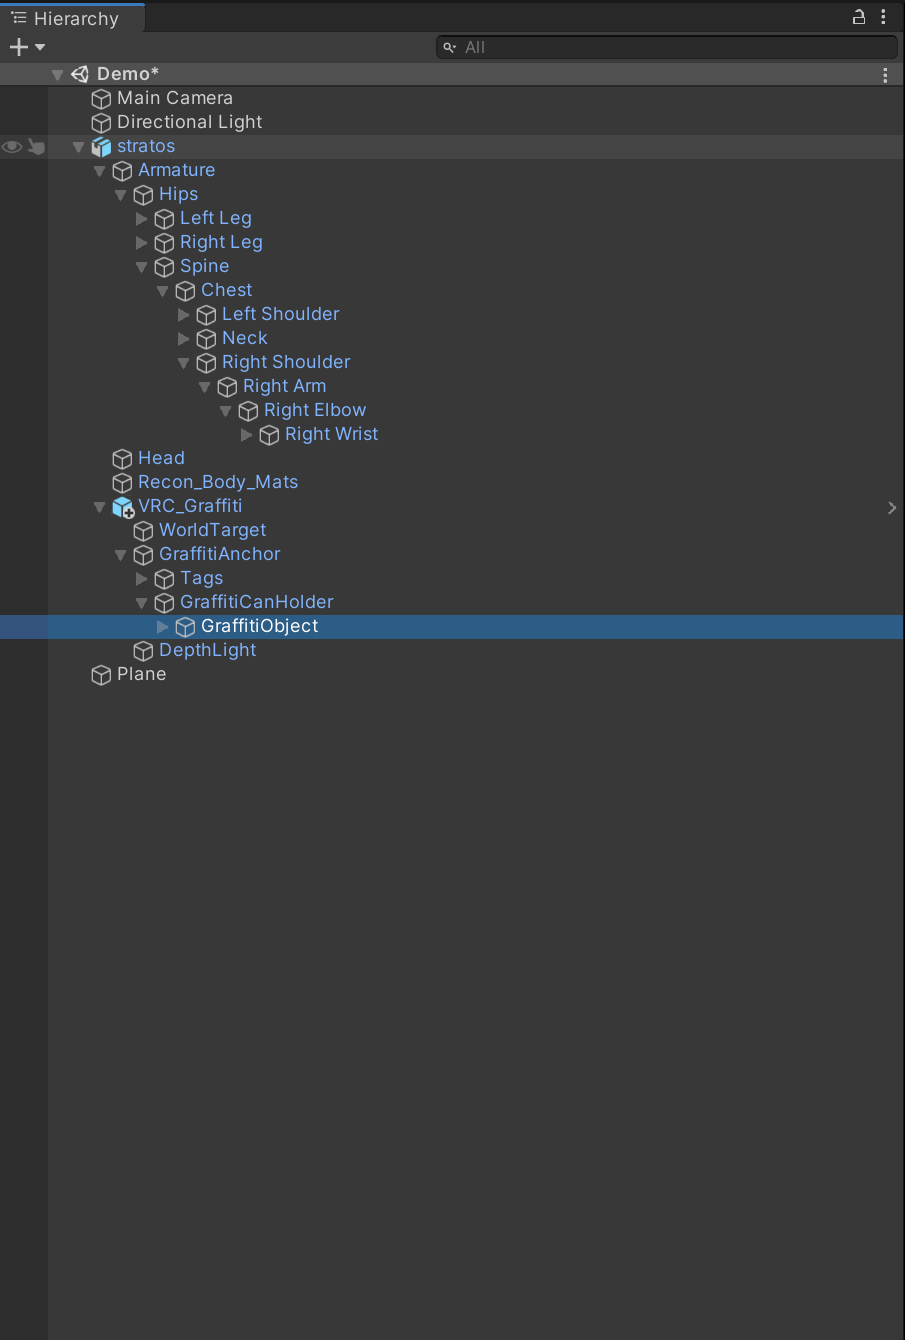 Hierarchy
All
Demo*
Main Camera
Directional Light
stratos
Armature
Hips
Left Leg
Right Leg
Spine
Chest
Left Shoulder
Neck
Right Shoulder
Right Arm
Right Elbow
Right Wrist
Head
Recon_Body_Mats
VRC_Graffiti
WorldTarget
GraffitiAnchor
Tags
GraffitiCanHolder
GraffitiObject
DepthLight
Plane